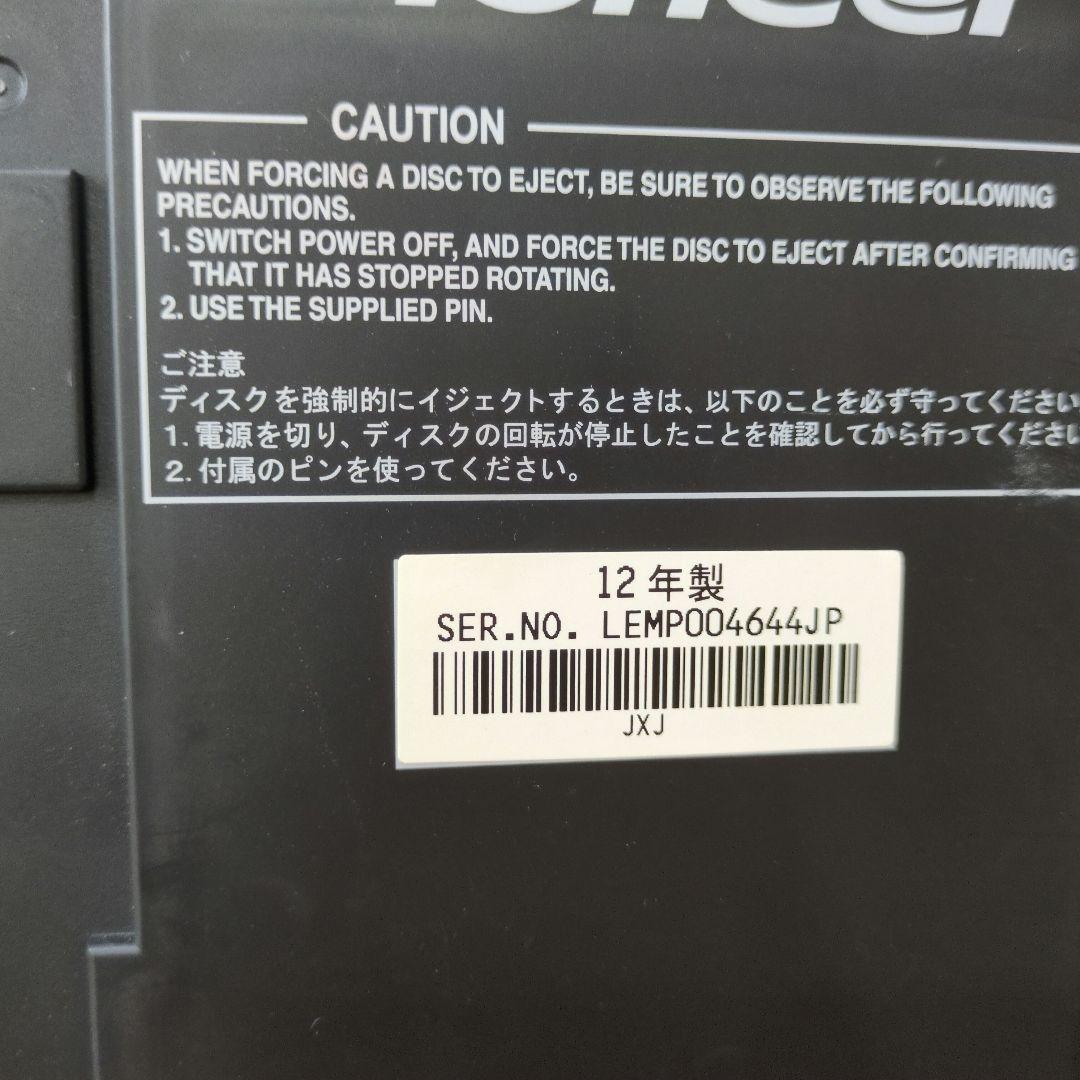 CAUTION
WHEN FORCING A DISC TO EJECT, BE SURE TO OBSERVE THE FOLLOWING
PRECAUTIONS.
1. SWITCH POWER OFF, AND FORCE THE DISC TO EJECT AFTER CONFIRMING
THAT IT HAS STOPPED ROTATING.
2. USE THE SUPPLIED PIN.
ご注意
ディスクを強制的にイジェクトするときは、以下のことを必ず守ってください
1. 電源を切り、ディスクの回転が停止したことを確認してから行ってくださ
2. 付属のピンを使ってください。
12年製
SER.NO. LEMP004644JP
JXJ